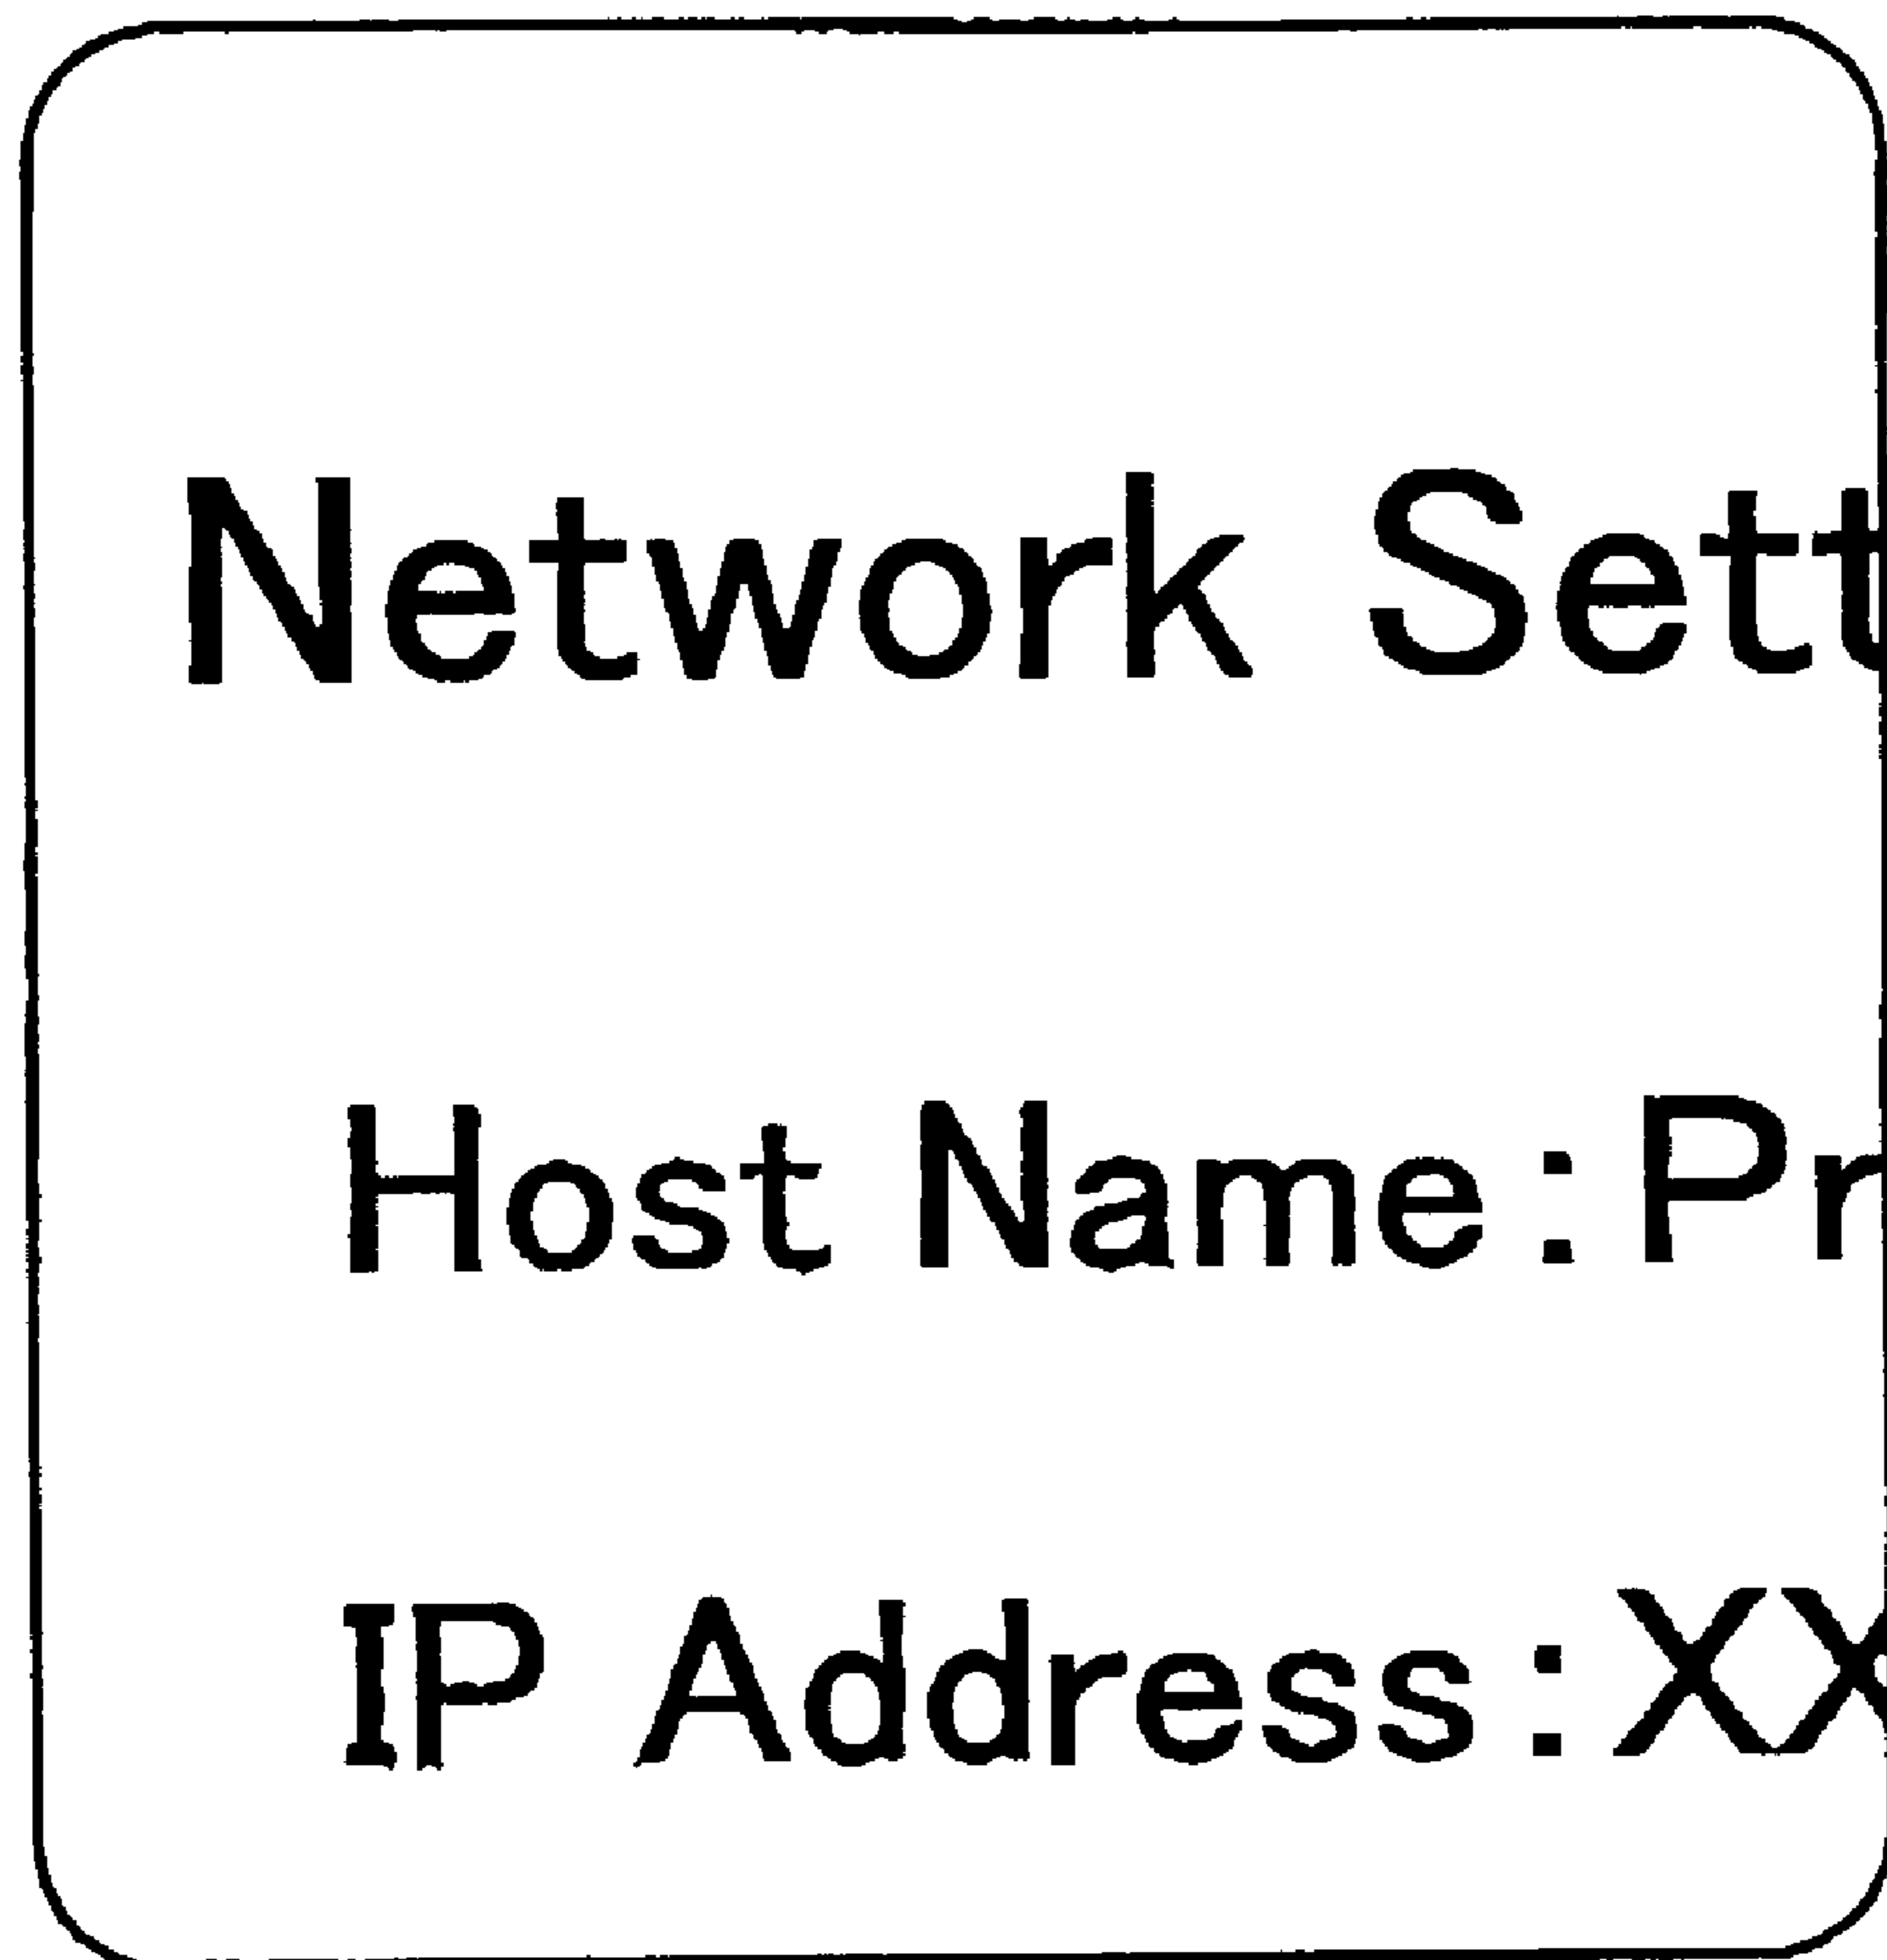 Network Sett
Host Name : Pr
IP Address : XX